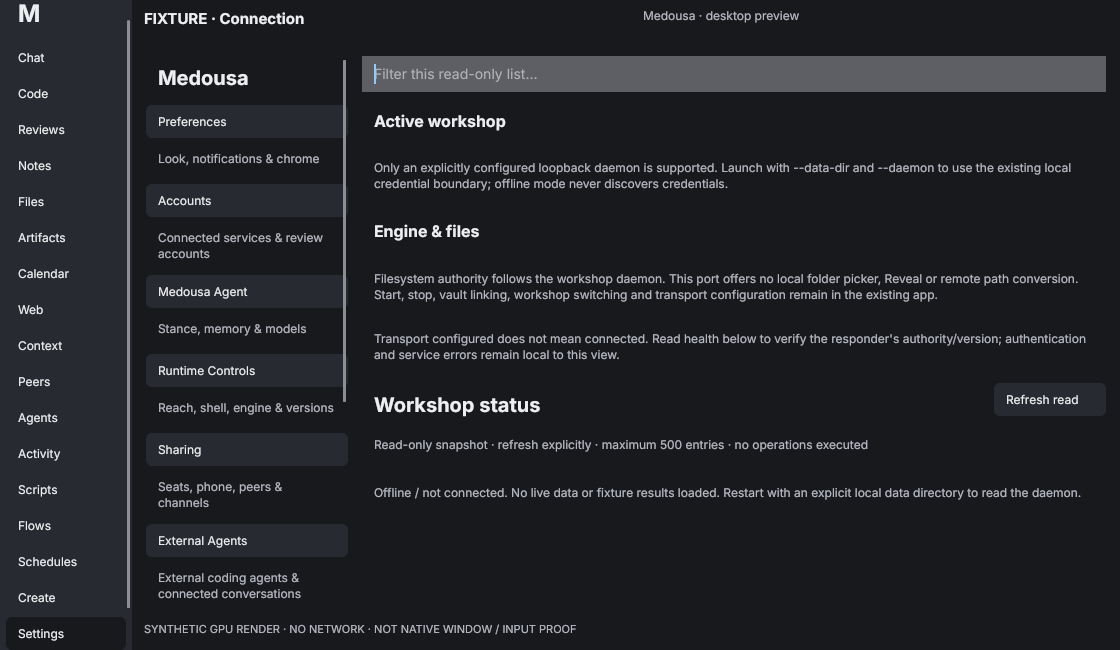 M
Chat
Code
Reviews
Notes
Files
Artifacts
Calendar
Web
Context
Peers
Agents
Activity
Scripts
Flows
Schedules
Create
Settings
FIXTURE · Connection
Medousa · desktop preview
Medousa
Preferences
Look, notifications & chrome
Accounts
Connected services & review
accounts
Medousa Agent
Stance, memory & models
Runtime Controls
Reach, shell, engine & versions
Sharing
Seats, phone, peers &
channels
External Agents
External coding agents &
connected conversations
Filter this read-only list...
Active workshop
Only an explicitly configured loopback daemon is supported. Launch with --data-dir and --daemon to use the existing local
credential boundary; offline mode never discovers credentials.
Engine & files
Filesystem authority follows the workshop daemon. This port offers no local folder picker, Reveal or remote path conversion.
Start, stop, vault linking, workshop switching and transport configuration remain in the existing app.
Transport configured does not mean connected. Read health below to verify the responder's authority/version; authentication
and service errors remain local to this view.
Workshop status
Refresh read
Read-only snapshot · refresh explicitly · maximum 500 entries · no operations executed
Offline / not connected. No live data or fixture results loaded. Restart with an explicit local data directory to read the daemon.
SYNTHETIC GPU RENDER · NO NETWORK · NOT NATIVE WINDOW / INPUT PROOF